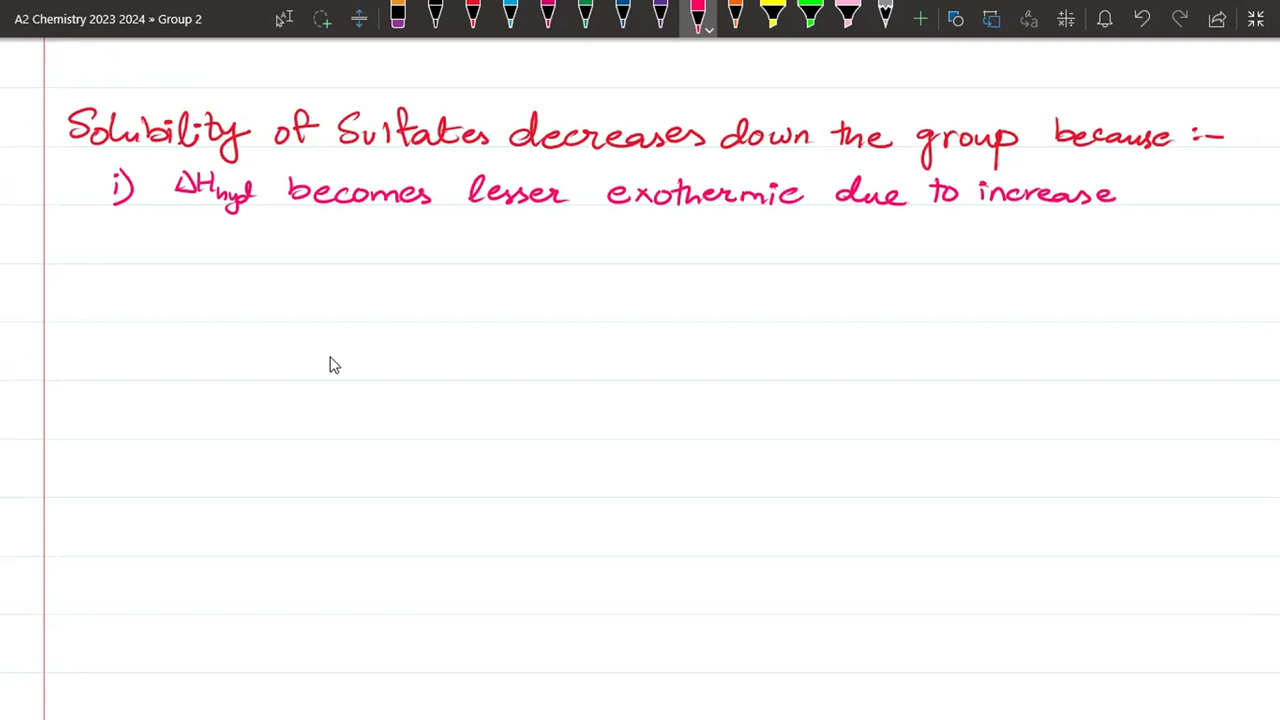 A2 Chemistry 2023 2024 » Group 2
Solubility of Sulfates decreases down the group because :-
i) ΔHhyd becomes lesser exothermic due to increase